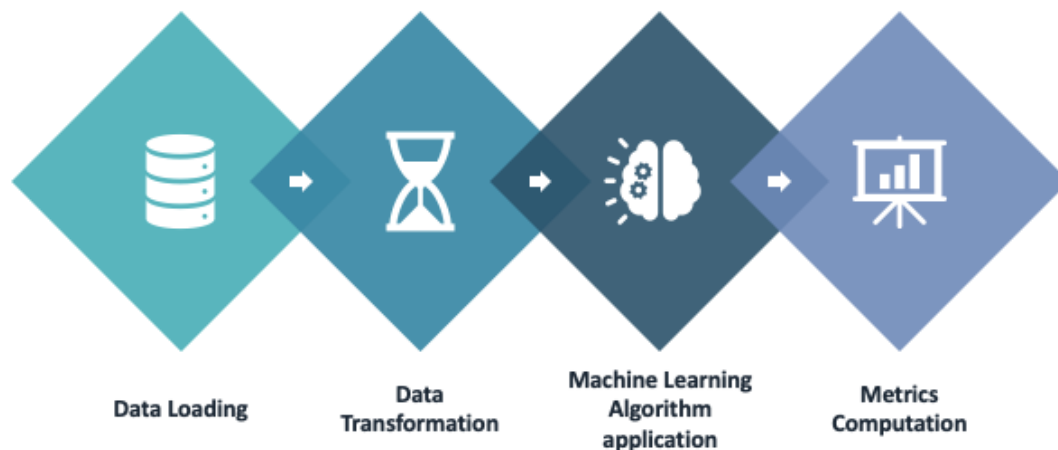 Data Loading
Data
Transformation
Machine Learning
Algorithm
application
Metrics
Computation